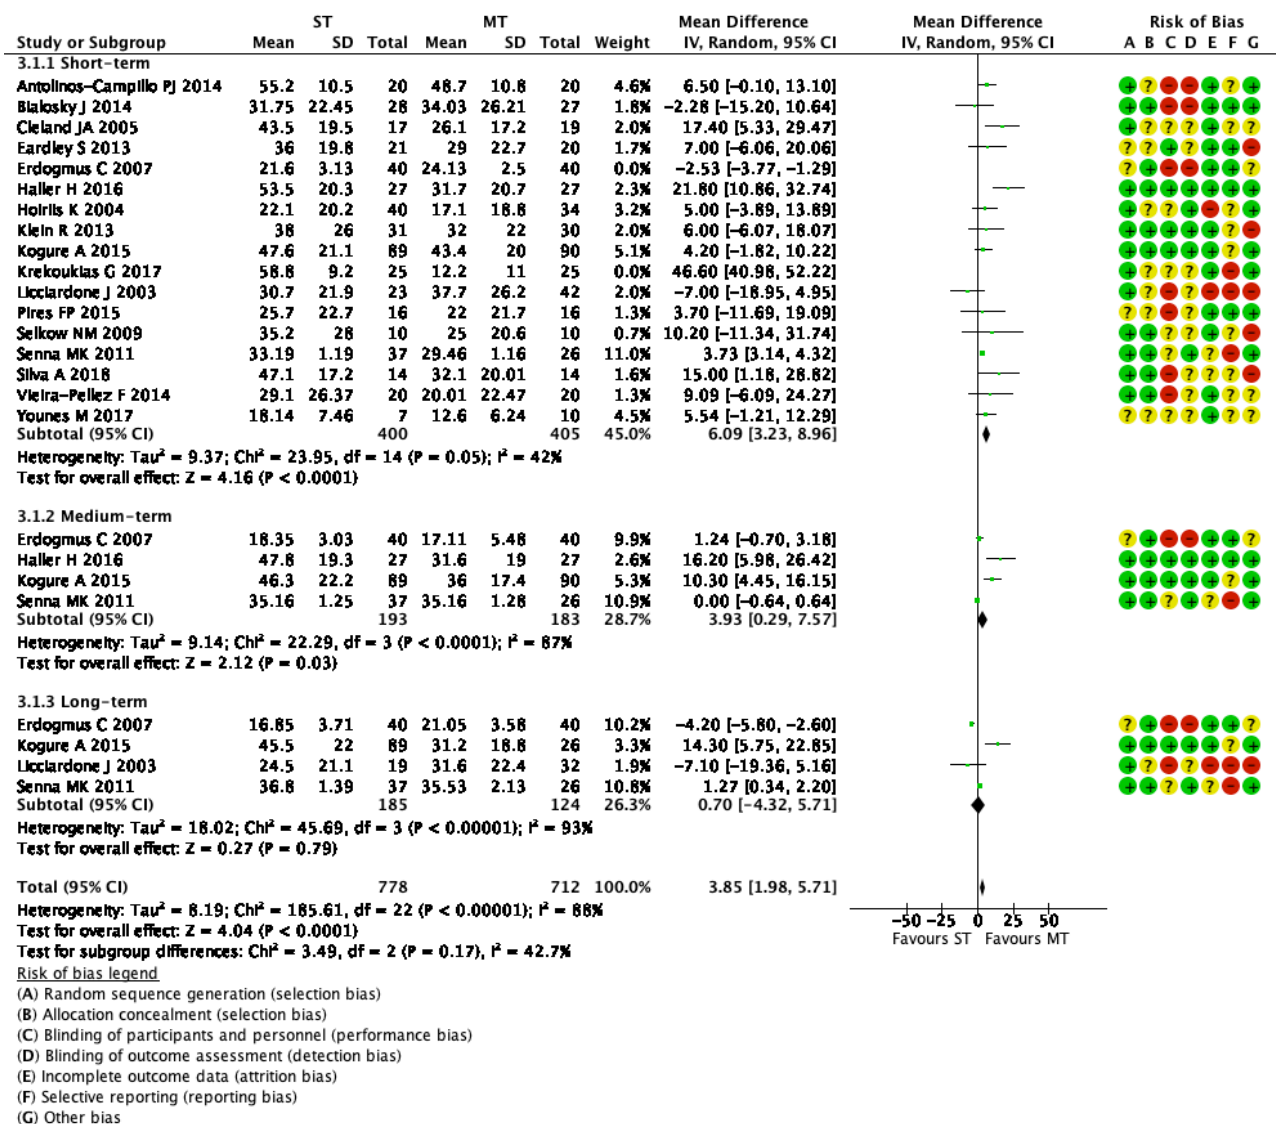 ST MT Mean Difference Mean Difference Risk of Bias
Study or Subgroup Mean SD Total Mean SD Total Weight IV, Random, 95% CI IV, Random, 95% CI A B C D E F G
3.1.1 Short-term
Antolinos-Campillo PJ 2014 55.2 10.5 20 48.7 10.8 20 4.6% 6.50 [-0.10, 13.10] + ? - - + ? +
Bialosky J 2014 31.75 22.45 28 34.03 26.21 27 1.8% -2.28 [-15.20, 10.64] + + - - + + +
Cleland JA 2005 43.5 19.5 17 26.1 17.2 19 2.0% 17.40 [5.33, 29.47] + ? ? ? + ? ?
Eardley S 2013 36 19.8 21 29 22.7 20 1.7% 7.00 [-6.06, 20.06] ? ? + ? + + -
Erdogmus C 2007 21.6 3.13 40 24.13 2.5 40 0.0% -2.53 [-3.77, -1.29] ? + - - + + ?
Haller H 2016 53.5 20.3 27 31.7 20.7 27 2.3% 21.80 [10.86, 32.74] + + + + + + +
Hoiriis K 2004 22.1 20.2 40 17.1 18.8 34 3.2% 5.00 [-3.89, 13.89] + ? ? + - ? +
Klein R 2013 38 26 31 32 22 30 2.0% 6.00 [-6.07, 18.07] + + + + + ? -
Kogure A 2015 47.6 21.1 89 43.4 20 90 5.1% 4.20 [-1.82, 10.22] + + + + + ? +
Krekoukias G 2017 58.8 9.2 25 12.2 11 25 0.0% 46.60 [40.98, 52.22] + ? ? ? + - +
Licciardone J 2003 30.7 21.9 23 37.7 26.2 42 2.0% -7.00 [-18.95, 4.95] + ? - ? - - -
Pires FP 2015 25.7 22.7 16 22 21.7 16 1.3% 3.70 [-11.69, 19.09] ? ? - ? + + +
Selkow NM 2009 35.2 28 10 25 20.6 10 0.7% 10.20 [-11.34, 31.74] + + ? ? ? ? -
Senna MK 2011 33.19 1.19 37 29.46 1.16 26 11.0% 3.73 [3.14, 4.32] + + ? + ? - +
Silva A 2018 47.1 17.2 14 32.1 20.01 14 1.6% 15.00 [1.18, 28.82] + + - ? ? ? -
Vieira-Pellez F 2014 29.1 26.37 20 20.01 22.47 20 1.3% 9.09 [-6.09, 24.27] + + - ? + ? ?
Younes M 2017 18.14 7.46 7 12.6 6.24 10 4.5% 5.54 [-1.21, 12.29] ? ? ? ? + ? ?
Subtotal (95% CI) 400 405 45.0% 6.09 [3.23, 8.96]
Heterogeneity: Tau² = 9.37; Chi² = 23.95, df = 14 (P = 0.05); I² = 42%
Test for overall effect: Z = 4.16 (P < 0.0001)
3.1.2 Medium-term
Erdogmus C 2007 18.35 3.03 40 17.11 5.48 40 9.9% 1.24 [-0.70, 3.18] ? + - - + + ?
Haller H 2016 47.8 19.3 27 31.6 19 27 2.6% 16.20 [5.98, 26.42] + + + + + + +
Kogure A 2015 46.3 22.2 89 36 17.4 90 5.3% 10.30 [4.45, 16.15] + + + + + ? +
Senna MK 2011 35.16 1.25 37 35.16 1.28 26 10.9% 0.00 [-0.64, 0.64] + + ? + ? - +
Subtotal (95% CI) 193 183 28.7% 3.93 [0.29, 7.57]
Heterogeneity: Tau² = 9.14; Chi² = 22.29, df = 3 (P < 0.0001); I² = 87%
Test for overall effect: Z = 2.12 (P = 0.03)
3.1.3 Long-term
Erdogmus C 2007 16.85 3.71 40 21.05 3.58 40 10.2% -4.20 [-5.80, -2.60] ? + - - + + ?
Kogure A 2015 45.5 22 89 31.2 18.8 26 3.3% 14.30 [5.75, 22.85] + + + + + ? +
Licciardone J 2003 24.5 21.1 19 31.6 22.4 32 1.9% -7.10 [-19.36, 5.16] + ? - ? - - -
Senna MK 2011 36.8 1.39 37 35.53 2.13 26 10.8% 1.27 [0.34, 2.20] + + ? + ? - +
Subtotal (95% CI) 185 124 26.3% 0.70 [-4.32, 5.71]
Heterogeneity: Tau² = 18.02; Chi² = 45.69, df = 3 (P < 0.00001); I² = 93%
Test for overall effect: Z = 0.27 (P = 0.79)
Total (95% CI) 778 712 100.0% 3.85 [1.98, 5.71]
Heterogeneity: Tau² = 8.19; Chi² = 185.61, df = 22 (P < 0.00001); I² = 88%
Test for overall effect: Z = 4.04 (P < 0.0001)
Test for subgroup differences: Chi² = 3.49, df = 2 (P = 0.17), I² = 42.7%
-50 -25 0 25 50
Favours ST Favours MT
Risk of bias legend
(A) Random sequence generation (selection bias)
(B) Allocation concealment (selection bias)
(C) Blinding of participants and personnel (performance bias)
(D) Blinding of outcome assessment (detection bias)
(E) Incomplete outcome data (attrition bias)
(F) Selective reporting (reporting bias)
(G) Other bias